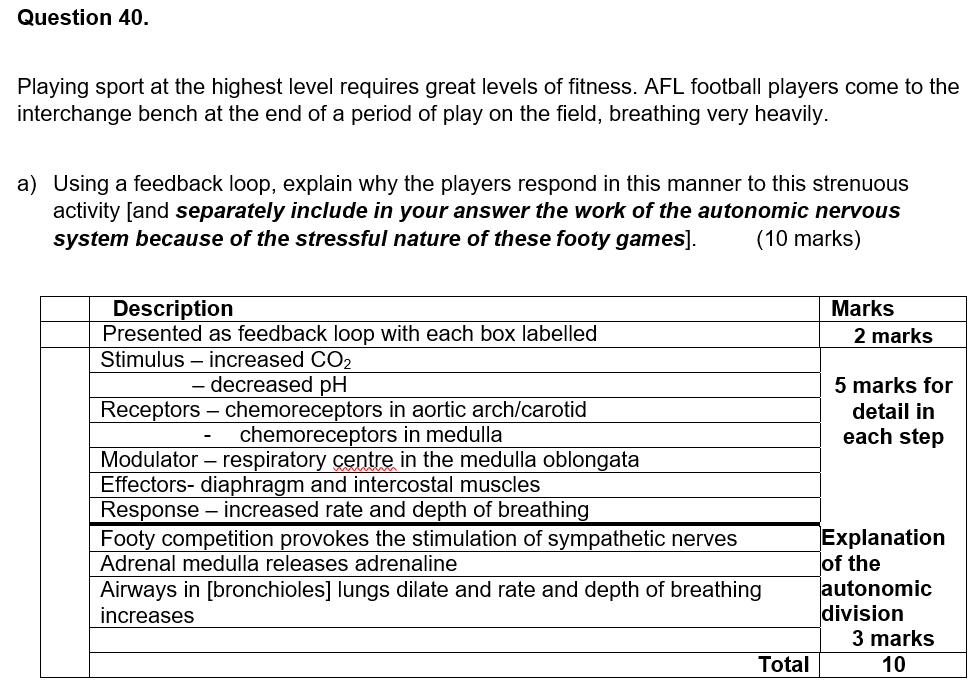 Question 40.
Playing sport at the highest level requires great levels of fitness. AFL football players come to the
interchange bench at the end of a period of play on the field, breathing very heavily.
a) Using a feedback loop, explain why the players respond in this manner to this strenuous
activity [and separately include in your answer the work of the autonomic nervous
system because of the stressful nature of these footy games]. (10 marks)
Description Marks
Presented as feedback loop with each box labelled 2 marks
Stimulus – increased CO₂
– decreased pH
Receptors – chemoreceptors in aortic arch/carotid
- chemoreceptors in medulla
Modulator – respiratory centre in the medulla oblongata
Effectors- diaphragm and intercostal muscles
Response – increased rate and depth of breathing
5 marks for
detail in
each step
Footy competition provokes the stimulation of sympathetic nerves
Adrenal medulla releases adrenaline
Airways in [bronchioles] lungs dilate and rate and depth of breathing
increases
Explanation
of the
autonomic
division
3 marks
Total 10